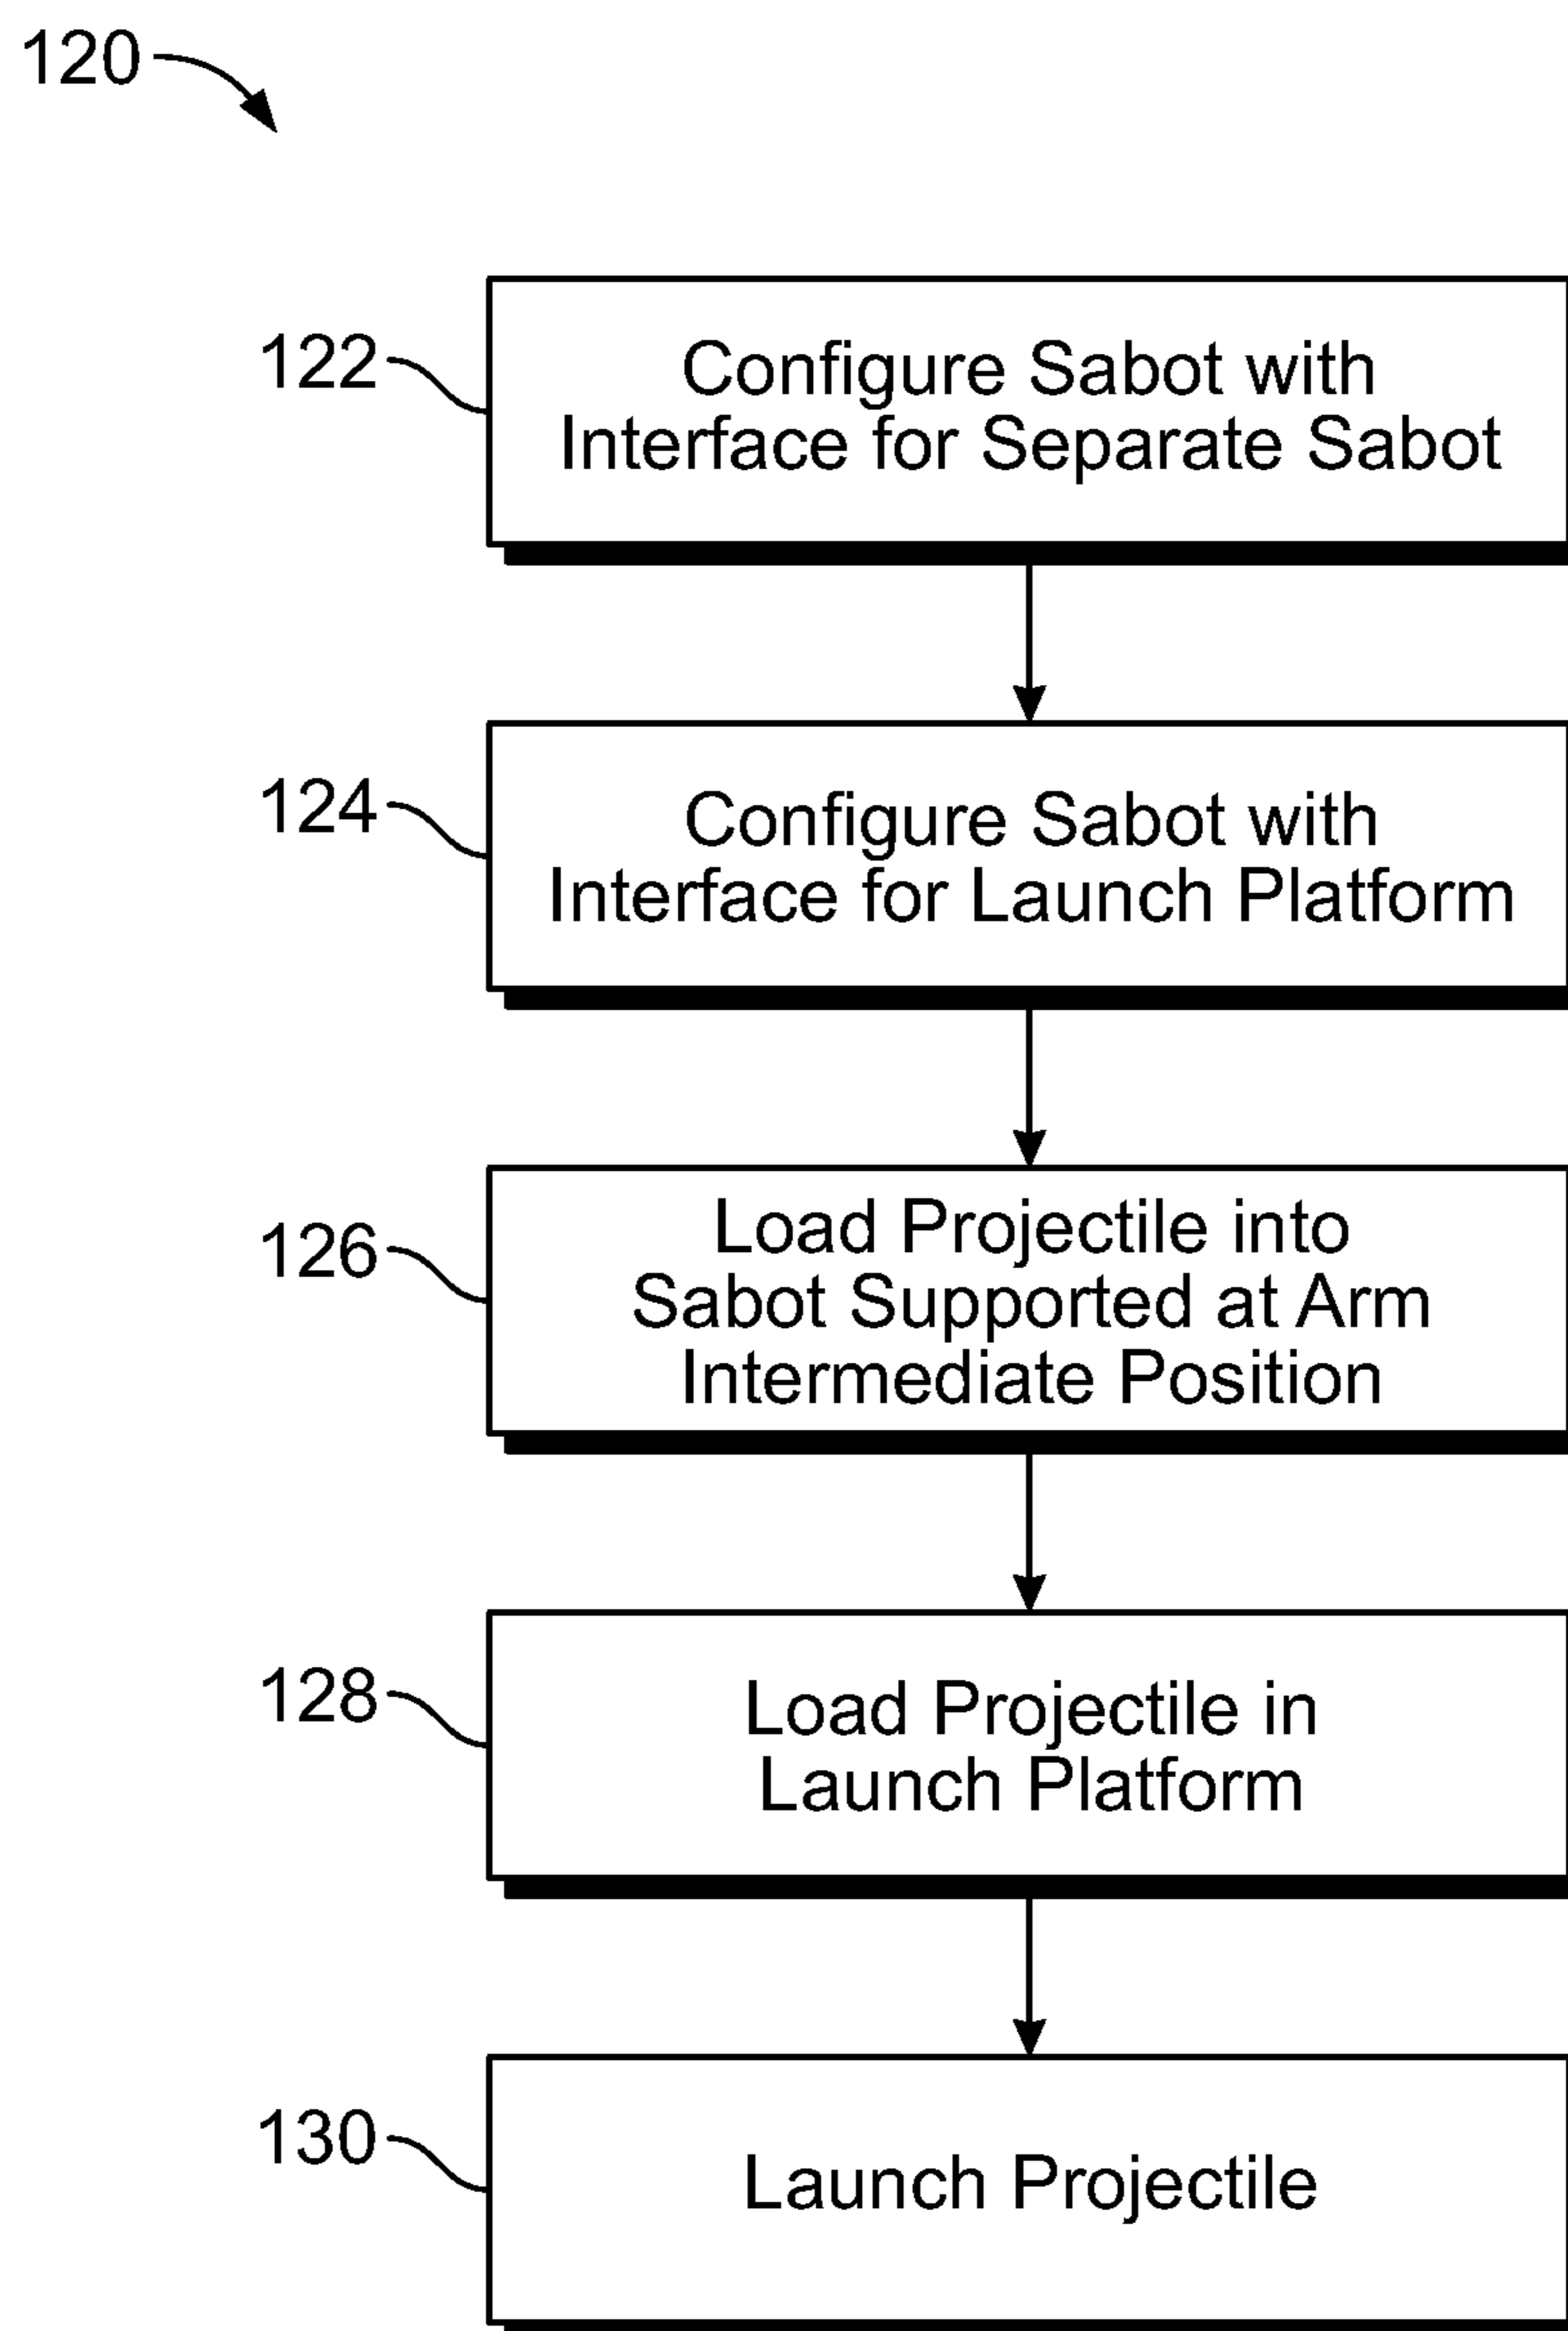 120
122
Configure Sabot with
Interface for Separate Sabot
124
Configure Sabot with
Interface for Launch Platform
126
Load Projectile into
Sabot Supported at Arm
Intermediate Position
128
Load Projectile in
Launch Platform
130
Launch Projectile